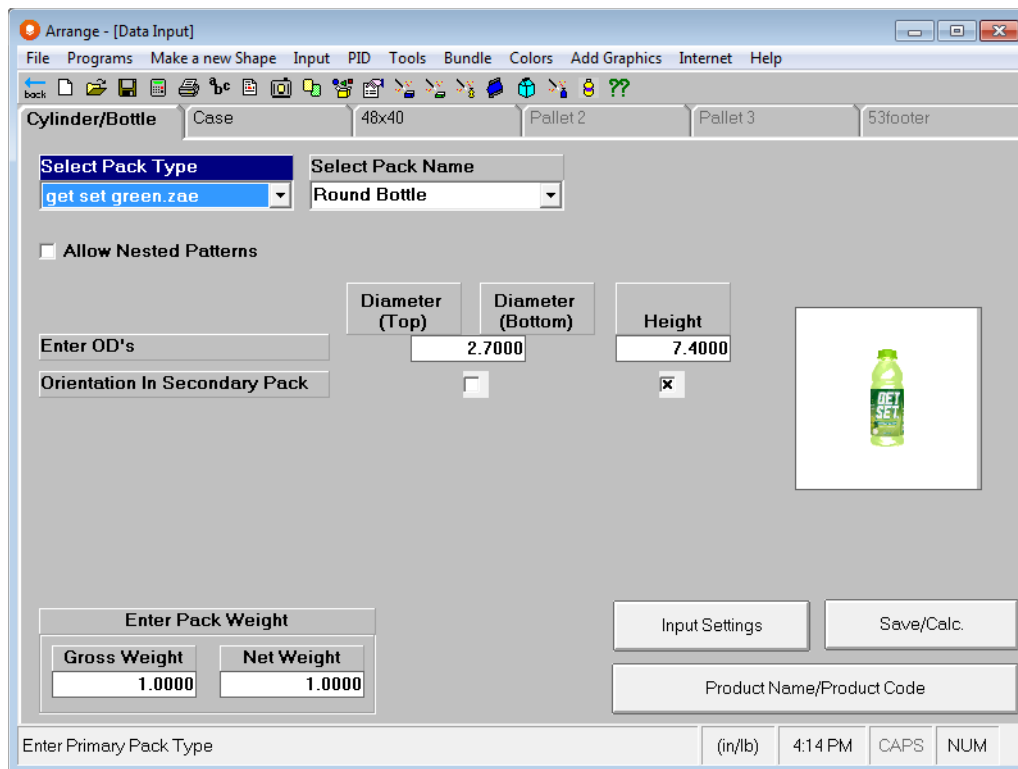 Arrange - [Data Input]
File Programs Make a new Shape Input PID Tools Bundle Colors Add Graphics Internet Help
back abc ??
Cylinder/Bottle Case 48x40 Pallet 2 Pallet 3 53footer
Select Pack Type Select Pack Name
get set green.zae Round Bottle
Allow Nested Patterns
Diameter Diameter
(Top) (Bottom) Height
Enter OD's 2.7000 7.4000
Orientation In Secondary Pack
GET
SET
Enter Pack Weight
Input Settings Save/Calc.
Gross Weight Net Weight
1.0000 1.0000
Product Name/Product Code
Enter Primary Pack Type (in/lb) 4:14 PM CAPS NUM